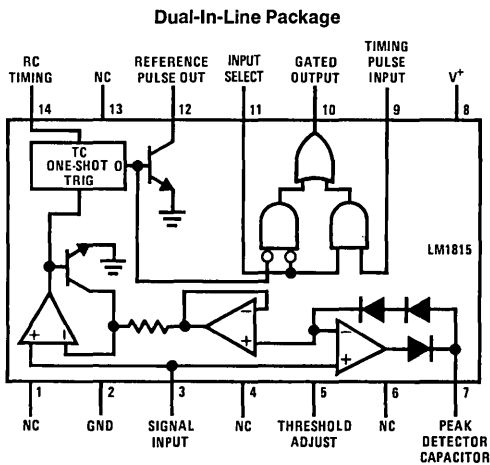 Dual-In-Line Package
RC TIMING
NC
REFERENCE PULSE OUT
INPUT SELECT
GATED OUTPUT
TIMING PULSE INPUT
V+
14
13
12
11
10
9
8
TC
ONE-SHOT O
TRIG
LM1815
+
−
−
+
−
+
1
2
3
4
5
6
7
NC
GND
SIGNAL INPUT
NC
THRESHOLD ADJUST
NC
PEAK DETECTOR CAPACITOR